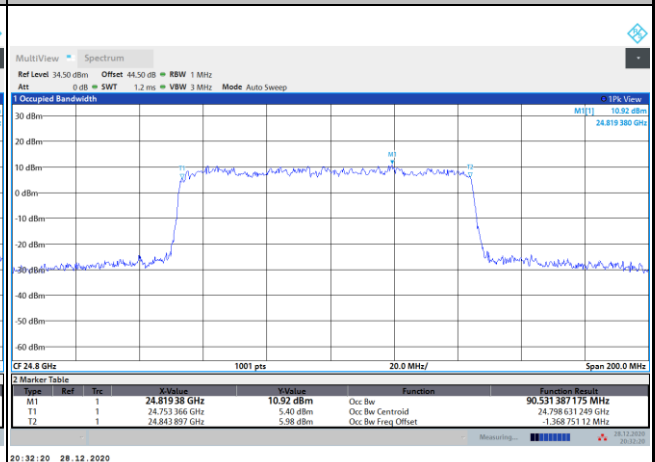 MultiView Spectrum
Ref Level 34.50 dBm Offset 44.50 dB RBW 1 MHz
Att 0 dB SWT 1.2 ms VBW 3 MHz Mode Auto Sweep
1 Occupied Bandwidth 1Pk View
M1[1] 10.92 dBm
24.819 380 GHz
30 dBm
20 dBm
M1
T1 T2
10 dBm
0 dBm
-10 dBm
-20 dBm
-30 dBm
-40 dBm
-50 dBm
-60 dBm
CF 24.8 GHz 1001 pts 20.0 MHz/ Span 200.0 MHz
2 Marker Table
Type Ref Trc X-Value Y-Value Function Function Result
M1 1 24.819 38 GHz 10.92 dBm Occ Bw 90.531 387 175 MHz
T1 1 24.753 366 GHz 5.40 dBm Occ Bw Centroid 24.798 631 249 GHz
T2 1 24.843 897 GHz 5.98 dBm Occ Bw Freq Offset -1.368 751 12 MHz
Measuring... 28.12.2020
20:32:20
20:32:20 28.12.2020